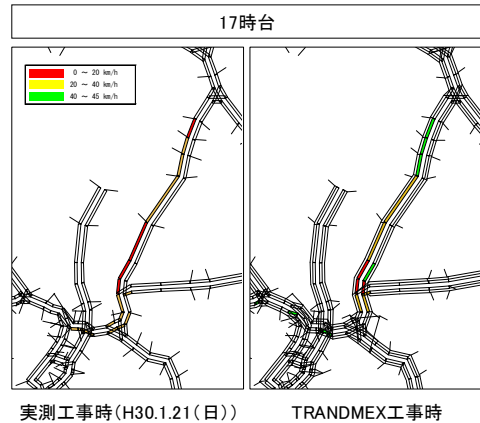 17時台
0 ～ 20 km/h
20 ～ 40 km/h
40 ～ 45 km/h
実測工事時(H30.1.21(日))
TRANDMEX工事時